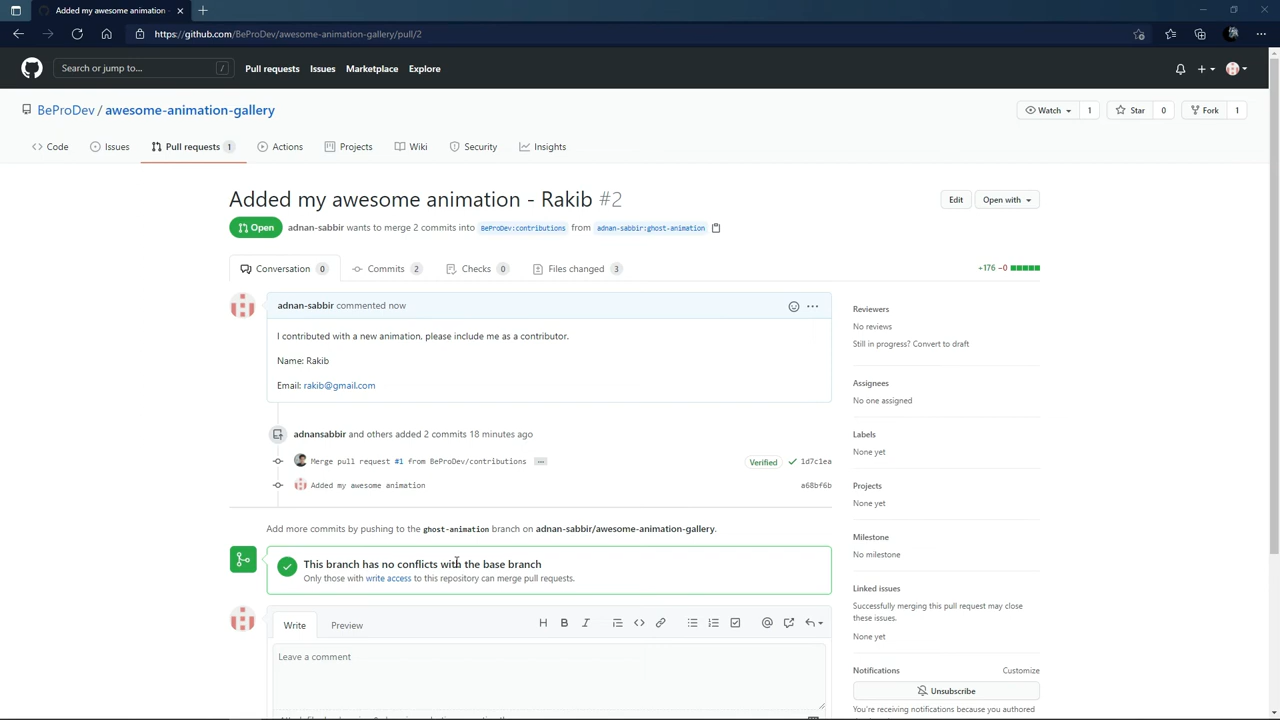 Added my awesome animation -
https://github.com/BeProDev/awesome-animation-gallery/pull/2
Search or jump to... /
Pull requests Issues Marketplace Explore
BeProDev / awesome-animation-gallery
Watch 1 Star 0 Fork 1
Code Issues Pull requests 1 Actions Projects Wiki Security Insights
Added my awesome animation - Rakib #2
Edit Open with
Open adnan-sabbir wants to merge 2 commits into BeProDev:contributions from adnan-sabbir:ghost-animation
Conversation 0 Commits 2 Checks 0 Files changed 3
+176 −0
adnan-sabbir commented now
I contributed with a new animation, please include me as a contributor.
Name: Rakib
Email: rakib@gmail.com
adnansabbir and others added 2 commits 18 minutes ago
Merge pull request #1 from BeProDev/contributions ... Verified 1d7c1ea
Added my awesome animation a68bf6b
Add more commits by pushing to the ghost-animation branch on adnan-sabbir/awesome-animation-gallery.
This branch has no conflicts with the base branch
Only those with write access to this repository can merge pull requests.
Write Preview
Leave a comment
Reviewers
No reviews
Still in progress? Convert to draft
Assignees
No one assigned
Labels
None yet
Projects
None yet
Milestone
No milestone
Linked issues
Successfully merging this pull request may close
these issues.
None yet
Notifications Customize
Unsubscribe
You're receiving notifications because you authored